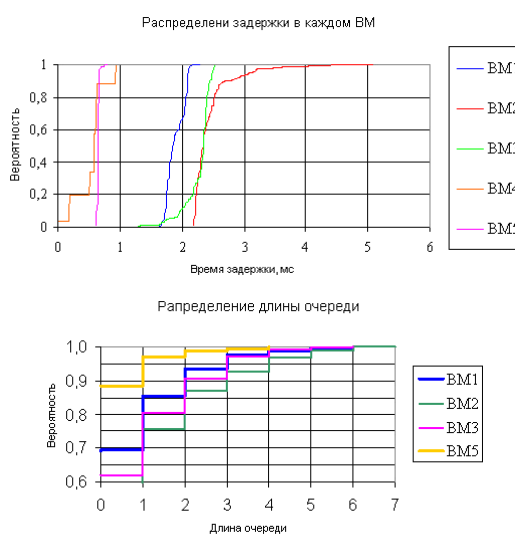 Распределени задержки в каждом ВМ
Вероятность
1
0,8
0,6
0,4
0,2
0
0 1 2 3 4 5 6
Время задержки, мс
ВМ1
ВМ2
ВМ3
ВМ4
ВМ5
Рапределение длины очереди
Вероятность
1,0
0,9
0,8
0,7
0,6
0 1 2 3 4 5 6 7
Длина очереди
ВМ1
ВМ2
ВМ3
ВМ5